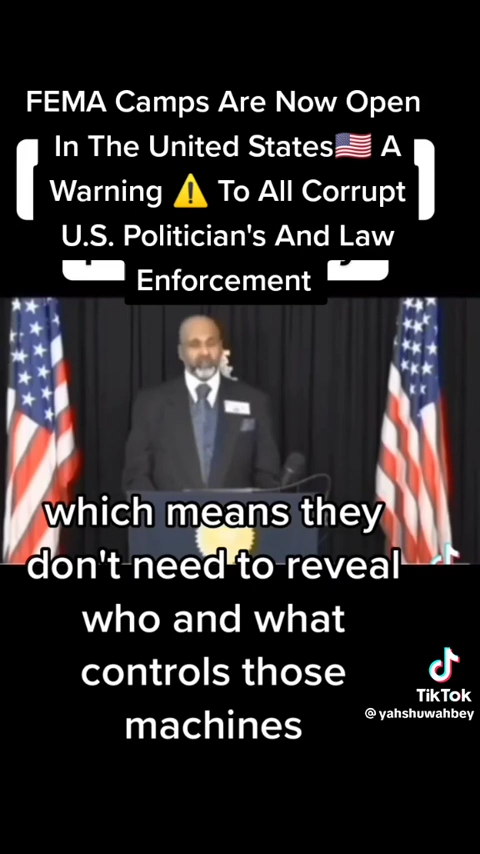 FEMA Camps Are Now Open
In The United States🇺🇸 A
Warning ⚠️ To All Corrupt
U.S. Politician's And Law
Enforcement
which means they
don't need to reveal
who and what
controls those
machines
TikTok
@yahshuwahbey